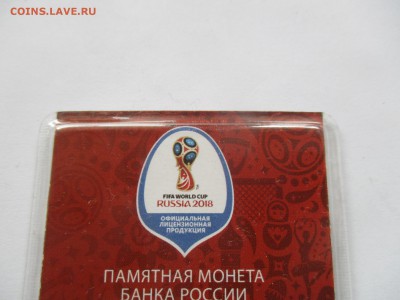 COINS.LAVE.RU
FIFA WORLD CUP
RUSSIA 2018
ОФИЦИАЛЬНАЯ
ЛИЦЕНЗИОННАЯ
ПРОДУКЦИЯ
ПАМЯТНАЯ МОНЕТА
БАНКА РОССИИ